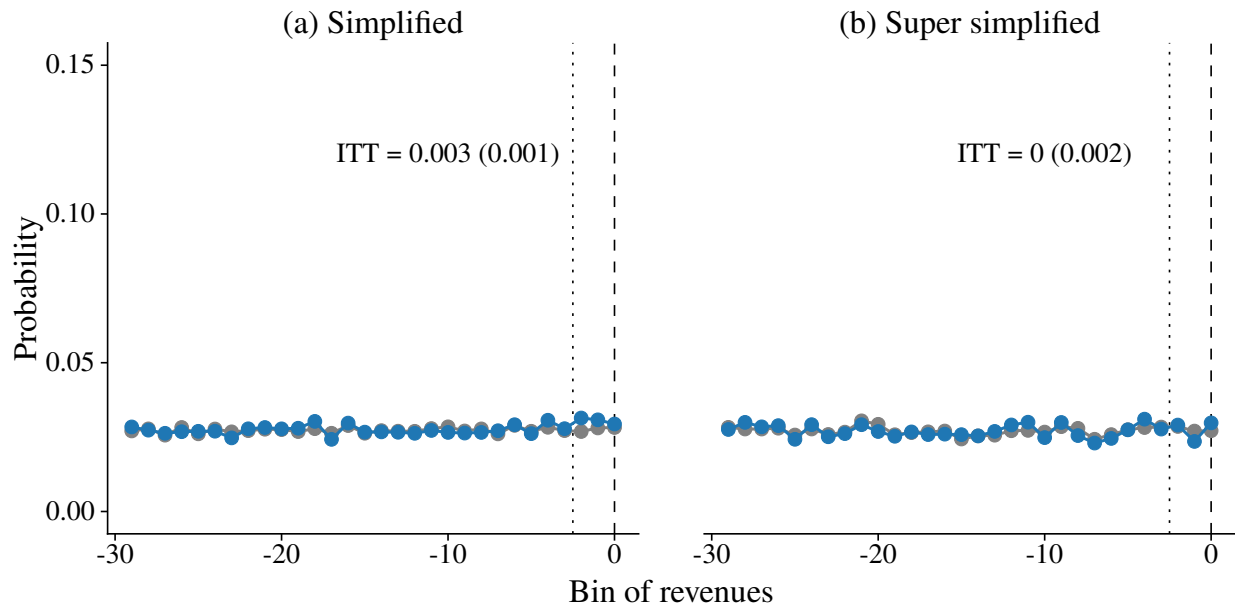 (a) Simplified
(b) Super simplified
0.15
0.10
0.05
0.00
Probability
ITT = 0.003 (0.001)
ITT = 0 (0.002)
-30
-20
-10
0
-30
-20
-10
0
Bin of revenues